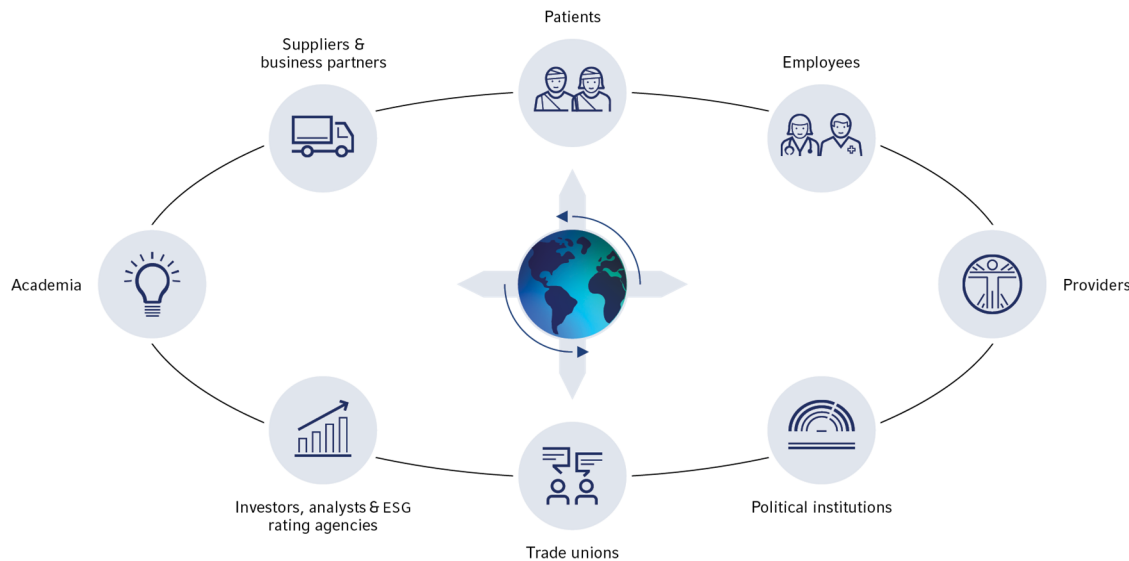 Patients
Suppliers &
business partners
Employees
Academia
Providers
Investors, analysts & ESG
rating agencies
Political institutions
Trade unions